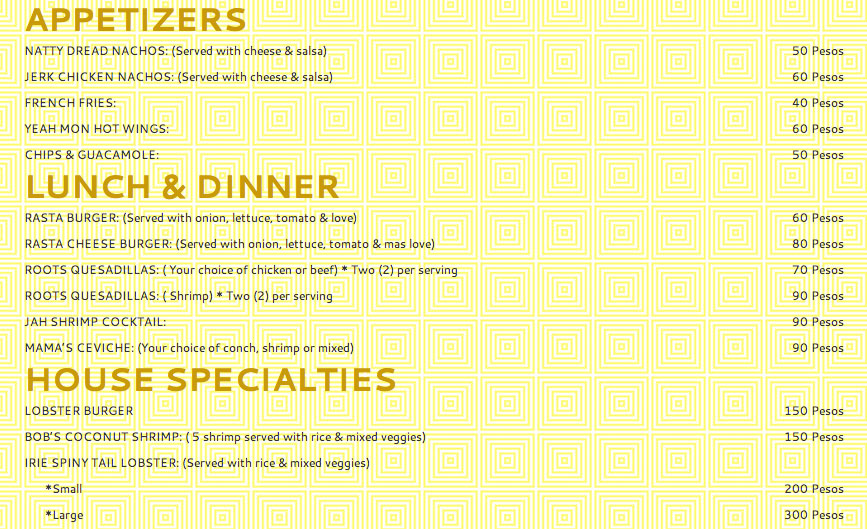 APPETIZERS
NATTY DREAD NACHOS: (Served with cheese & salsa) 50 Pesos
JERK CHICKEN NACHOS: (Served with cheese & salsa) 60 Pesos
FRENCH FRIES: 40 Pesos
YEAH MON HOT WINGS: 60 Pesos
CHIPS & GUACAMOLE: 50 Pesos
LUNCH & DINNER
RASTA BURGER: (Served with onion, lettuce, tomato & love) 60 Pesos
RASTA CHEESE BURGER: (Served with onion, lettuce, tomato & mas love) 80 Pesos
ROOTS QUESADILLAS: ( Your choice of chicken or beef) * Two (2) per serving 70 Pesos
ROOTS QUESADILLAS: ( Shrimp) * Two (2) per serving 90 Pesos
JAH SHRIMP COCKTAIL: 90 Pesos
MAMA'S CEVICHE: (Your choice of conch, shrimp or mixed) 90 Pesos
HOUSE SPECIALTIES
LOBSTER BURGER 150 Pesos
BOB'S COCONUT SHRIMP: ( 5 shrimp served with rice & mixed veggies) 150 Pesos
IRIE SPINY TAIL LOBSTER: (Served with rice & mixed veggies)
*Small 200 Pesos
*Large 300 Pesos